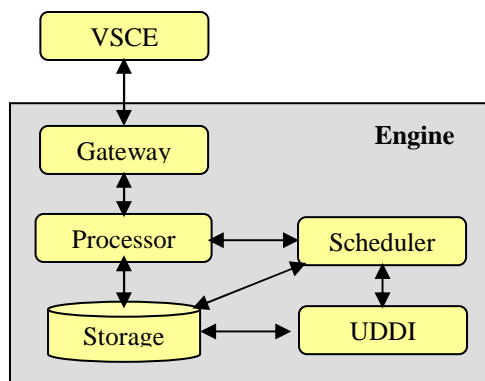 VSCE
Engine
Gateway
Processor
Scheduler
Storage
UDDI